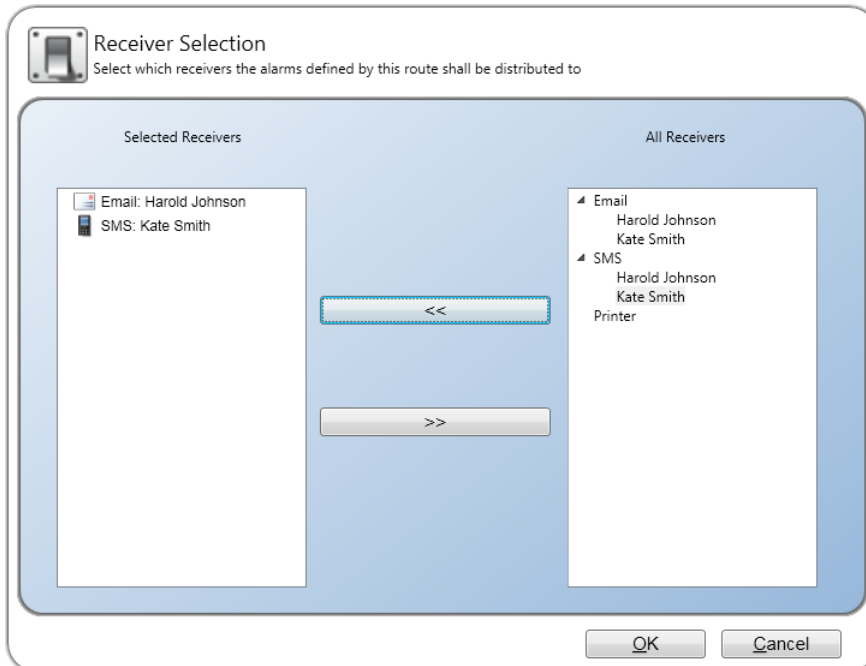 Receiver Selection
Select which receivers the alarms defined by this route shall be distributed to
Selected Receivers
All Receivers
Email: Harold Johnson
SMS: Kate Smith
<<
>>
Email
Harold Johnson
Kate Smith
SMS
Harold Johnson
Kate Smith
Printer
OK
Cancel